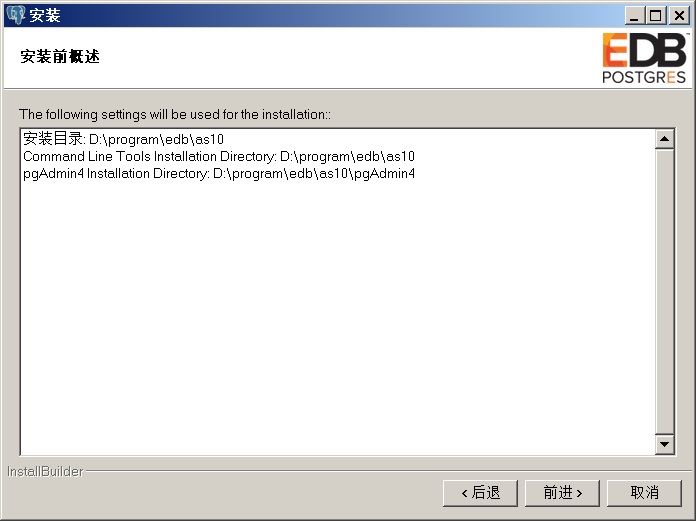 安装
安装前概述
EDB
POSTGRES
The following settings will be used for the installation::
安装目录: D:\program\edb\as10
Command Line Tools Installation Directory: D:\program\edb\as10
pgAdmin4 Installation Directory: D:\program\edb\as10\pgAdmin4
InstallBuilder
< 后退
前进 >
取消